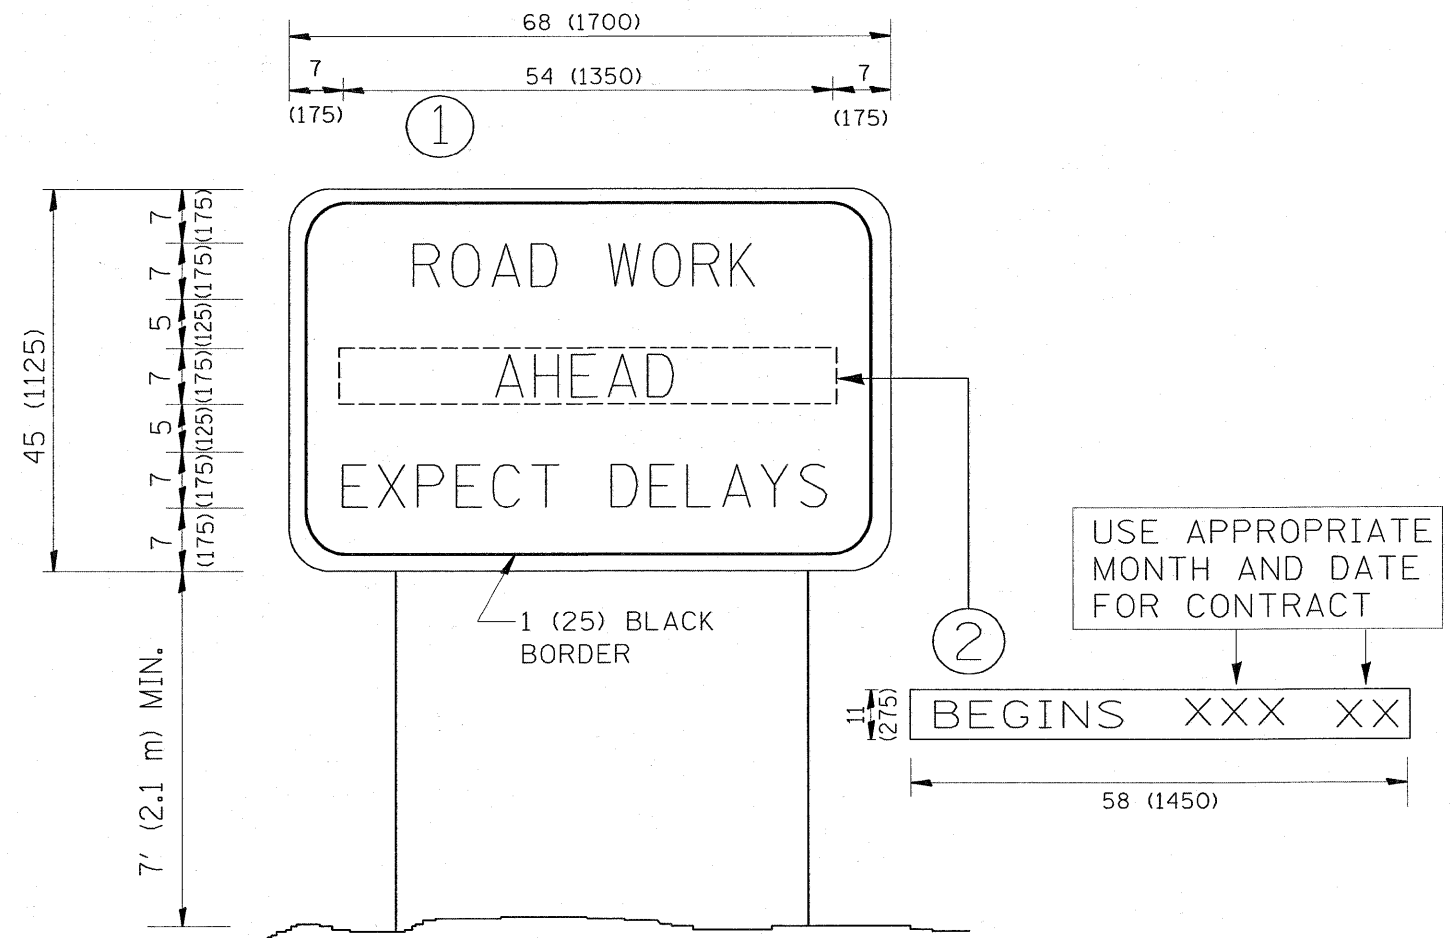 68 (1700)
7 54 (1350) 7
(175) (175)
1
45 (1125)
7 (175)
7 (175)
5 (125)
7 (175)
5 (125)
7 (175)
7 (175)
7' (2.1 m) MIN.
ROAD WORK
AHEAD
EXPECT DELAYS
1 (25) BLACK
BORDER
2
USE APPROPRIATE
MONTH AND DATE
FOR CONTRACT
11
(275)
BEGINS XXX XX
58 (1450)